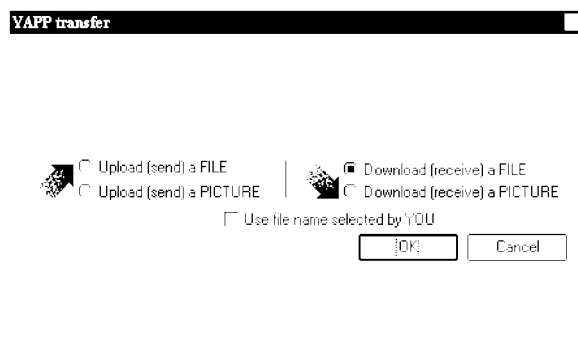 YAPP transfer
Upload (send) a FILE
Upload (send) a PICTURE
Download (receive) a FILE
Download (receive) a PICTURE
Use file name selected by YOU
OK
Cancel